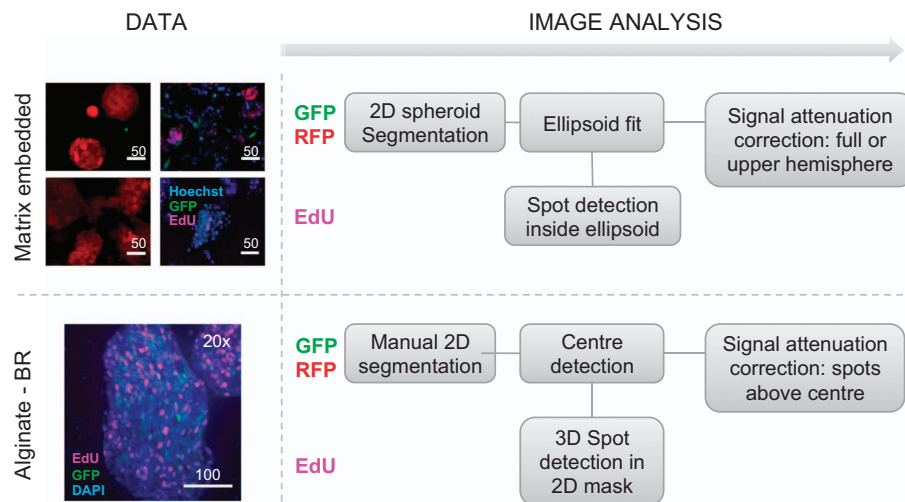 DATA
IMAGE ANALYSIS
Matrix embedded
50
50
50
Hoechst
GFP
EdU
50
GFP
RFP
2D spheroid
Segmentation
Ellipsoid fit
Signal attenuation
correction: full or
upper hemisphere
EdU
Spot detection
inside ellipsoid
Alginate - BR
20x
EdU
GFP
DAPI
100
GFP
RFP
Manual 2D
segmentation
Centre
detection
Signal attenuation
correction: spots
above centre
EdU
3D Spot
detection in
2D mask